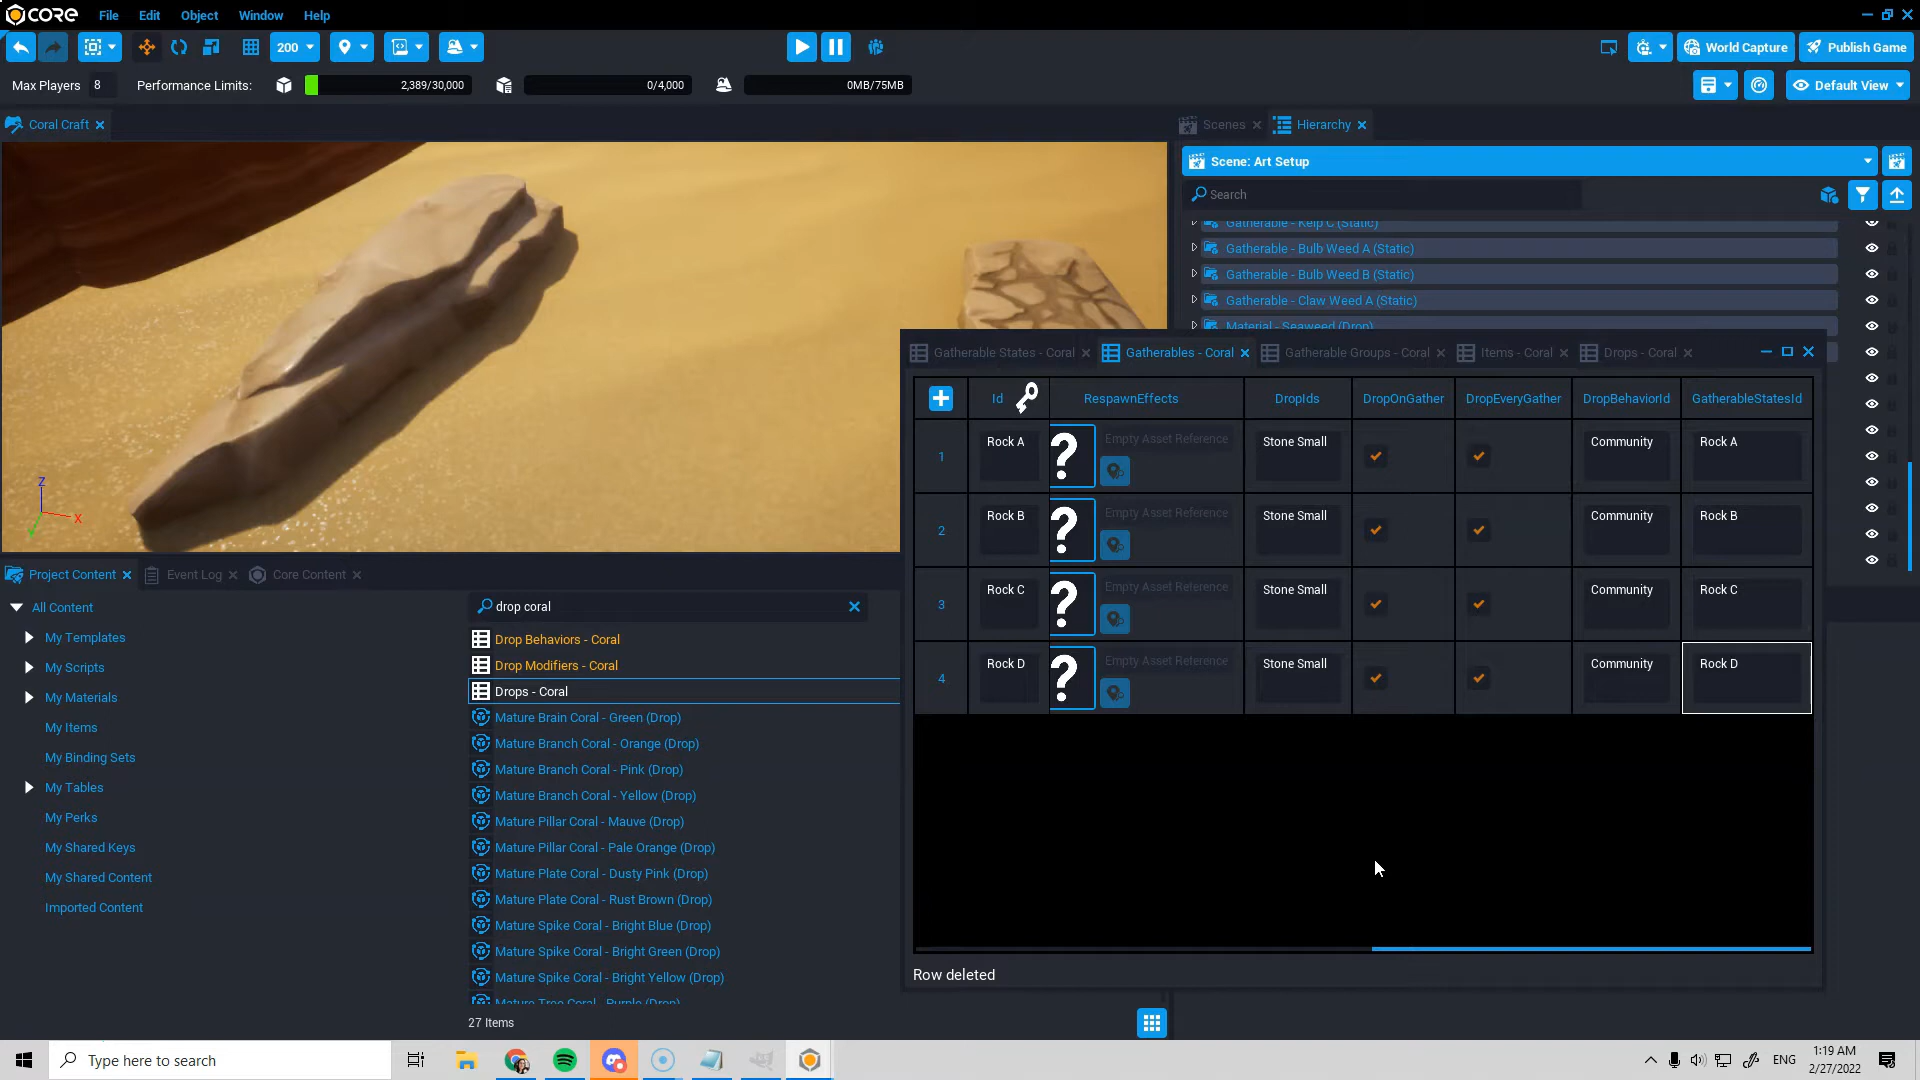 CORE File Edit Object Window Help
200 World Capture Publish Game
Max Players 8 Performance Limits: 2,389/30,000 0/4,000 0MB/75MB Default View
Coral Craft Scenes Hierarchy
Scene: Art Setup
Search
Gatherable - Kelp C (Static)
Gatherable - Bulb Weed A (Static)
Gatherable - Bulb Weed B (Static)
Gatherable - Claw Weed A (Static)
Material - Seaweed (Drop)
Gatherable States - Coral Gatherables - Coral Gatherable Groups - Coral Items - Coral Drops - Coral
Id RespawnEffects DropIds DropOnGather DropEveryGather DropBehaviorId GatherableStatesId
1 Rock A Empty Asset Reference Stone Small Community Rock A
2 Rock B Empty Asset Reference Stone Small Community Rock B
3 Rock C Empty Asset Reference Stone Small Community Rock C
4 Rock D Empty Asset Reference Stone Small Community Rock D
Row deleted
Z
X
Y
Project Content Event Log Core Content
All Content
My Templates
My Scripts
My Materials
My Items
My Binding Sets
My Tables
My Perks
My Shared Keys
My Shared Content
Imported Content
drop coral
Drop Behaviors - Coral
Drop Modifiers - Coral
Drops - Coral
Mature Brain Coral - Green (Drop)
Mature Branch Coral - Orange (Drop)
Mature Branch Coral - Pink (Drop)
Mature Branch Coral - Yellow (Drop)
Mature Pillar Coral - Mauve (Drop)
Mature Pillar Coral - Pale Orange (Drop)
Mature Plate Coral - Dusty Pink (Drop)
Mature Plate Coral - Rust Brown (Drop)
Mature Spike Coral - Bright Blue (Drop)
Mature Spike Coral - Bright Green (Drop)
Mature Spike Coral - Bright Yellow (Drop)
Mature Tree Coral - Purple (Drop)
27 Items
Type here to search
ENG
1:19 AM
2/27/2022